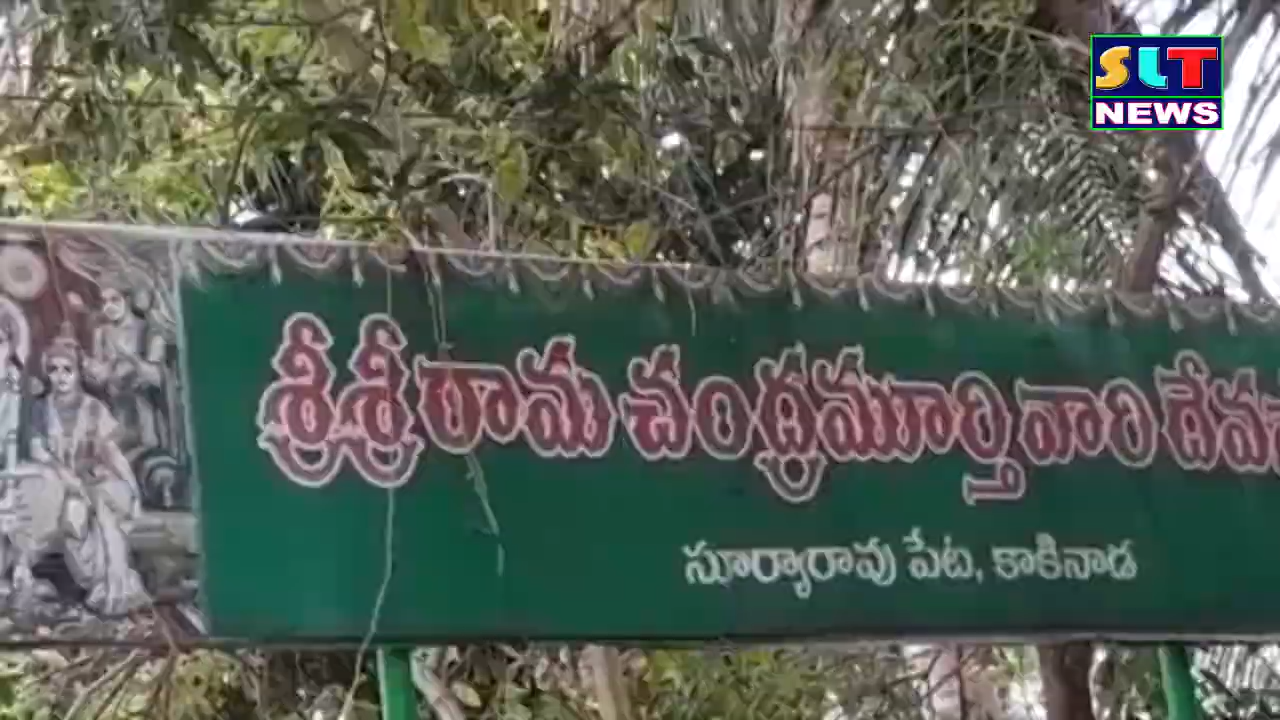 SLT
NEWS
శ్రీ శ్రీ రామ చంద్రమూర్తి వారి
సూర్యారావు పేట, కాకినాడ